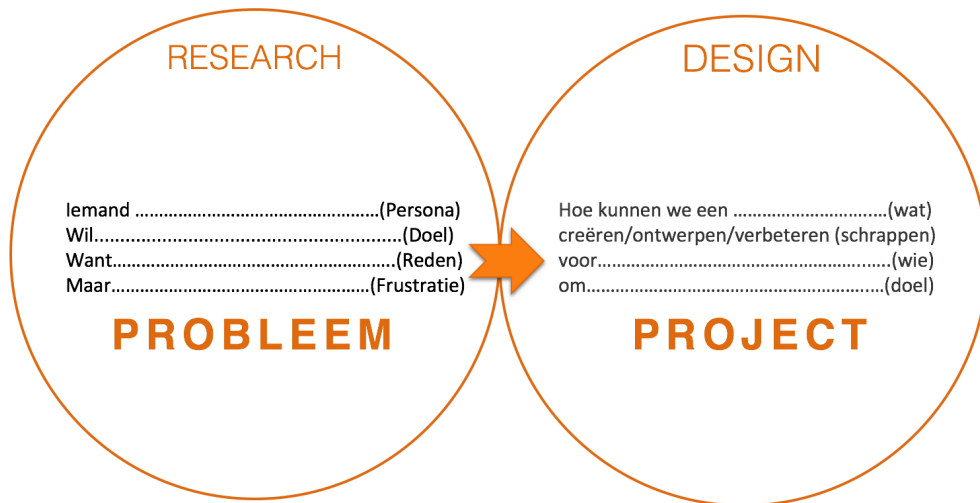 RESEARCH
Iemand ...................................................(Persona)
Wil................................................................(Doel)
Want...........................................................(Reden)
Maar.....................................................(Frustratie)
PROBLEEM
DESIGN
Hoe kunnen we een ................................(wat)
creëren/ontwerpen/verbeteren (schrappen)
voor.............................................................(wie)
om..............................................................(doel)
PROJECT